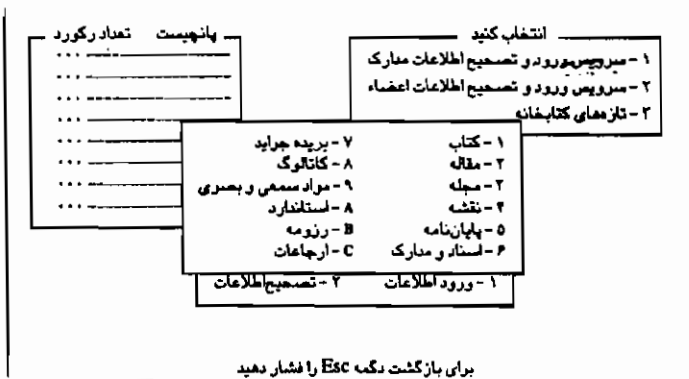 انتخاب کنید
۱ - سرویس ورود و تصحیح اطلاعات مدارک
۲ - سرویس ورود و تصحیح اطلاعات اعضاء
۳ - تازه‌های کتابخانه
پانچیست تعداد رکورد
...
...
...
...
...
...
...
...
۱ - کتاب ۷ - بریده جراید
۲ - مقاله ۸ - کاتالوگ
۳ - مجله ۹ - مواد سمعی و بصری
۴ - نقشه ۸ - استاندارد
۵ - پایان‌نامه B - رزومه
۶ - اسناد و مدارک C - ارجاعات
۱ - ورود اطلاعات ۲ - تصحیح اطلاعات
برای بازگشت دگمه Esc را فشار دهید